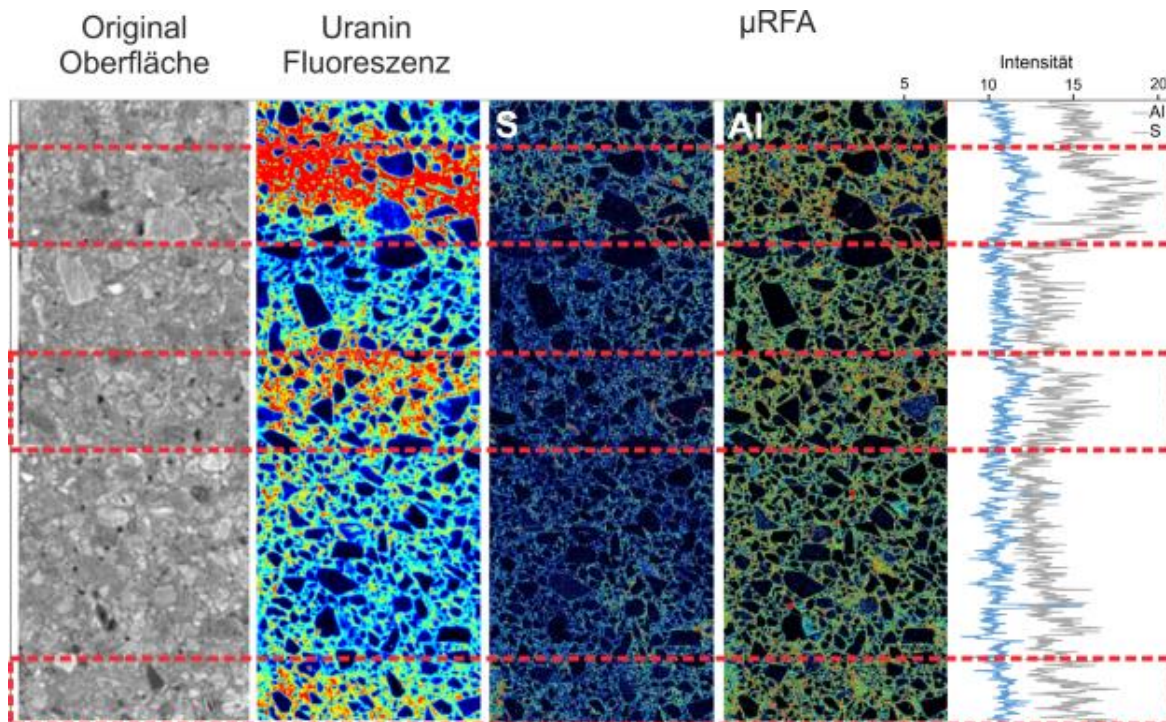 Original
Oberfläche
Uranin
Fluoreszenz
µRFA
Intensität
5 10 15 20
S
Al
Al
S